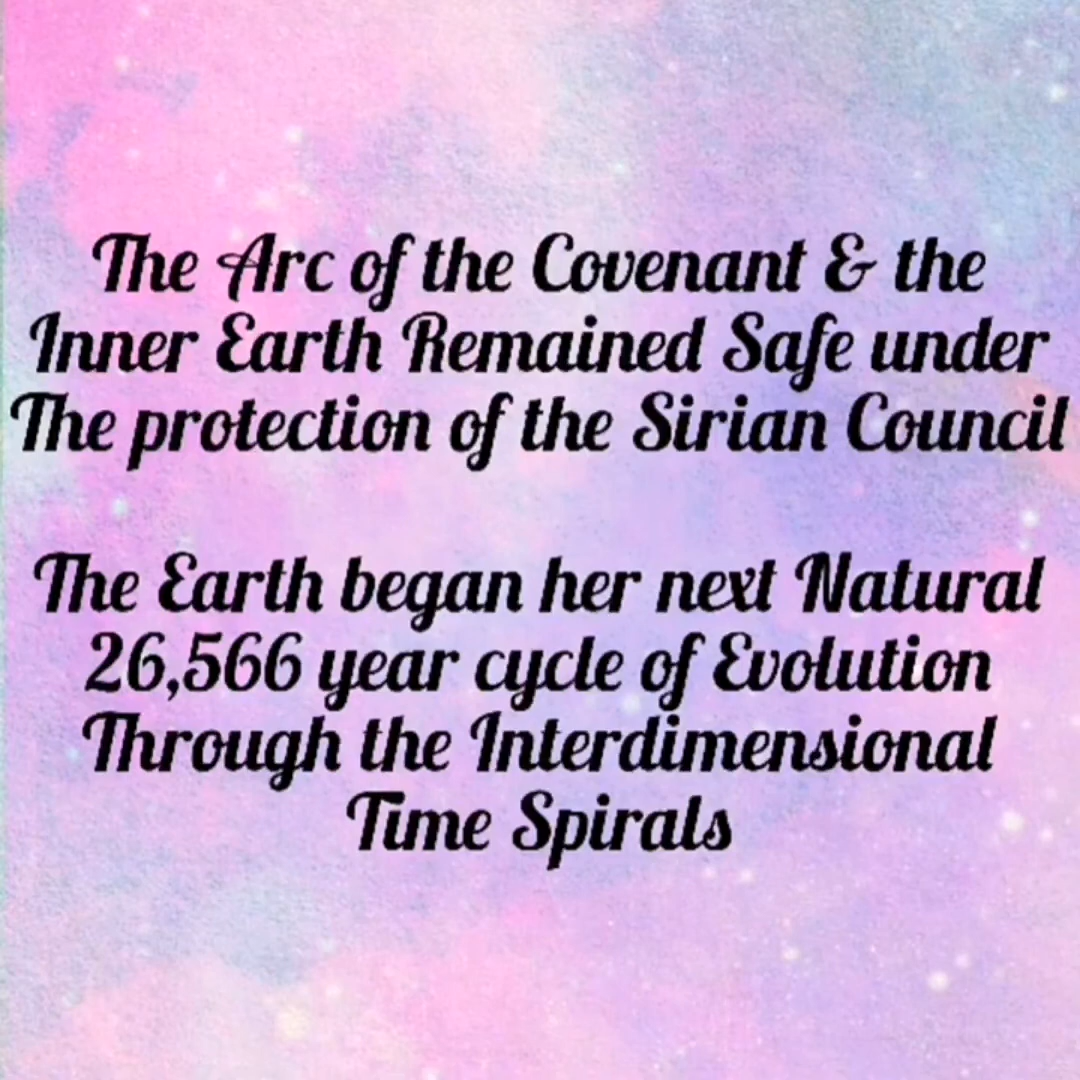 The Arc of the Covenant & the
Inner Earth Remained Safe under
The protection of the Sirian Council
The Earth began her next Natural
26,566 year cycle of Evolution
Through the Interdimensional
Time Spirals